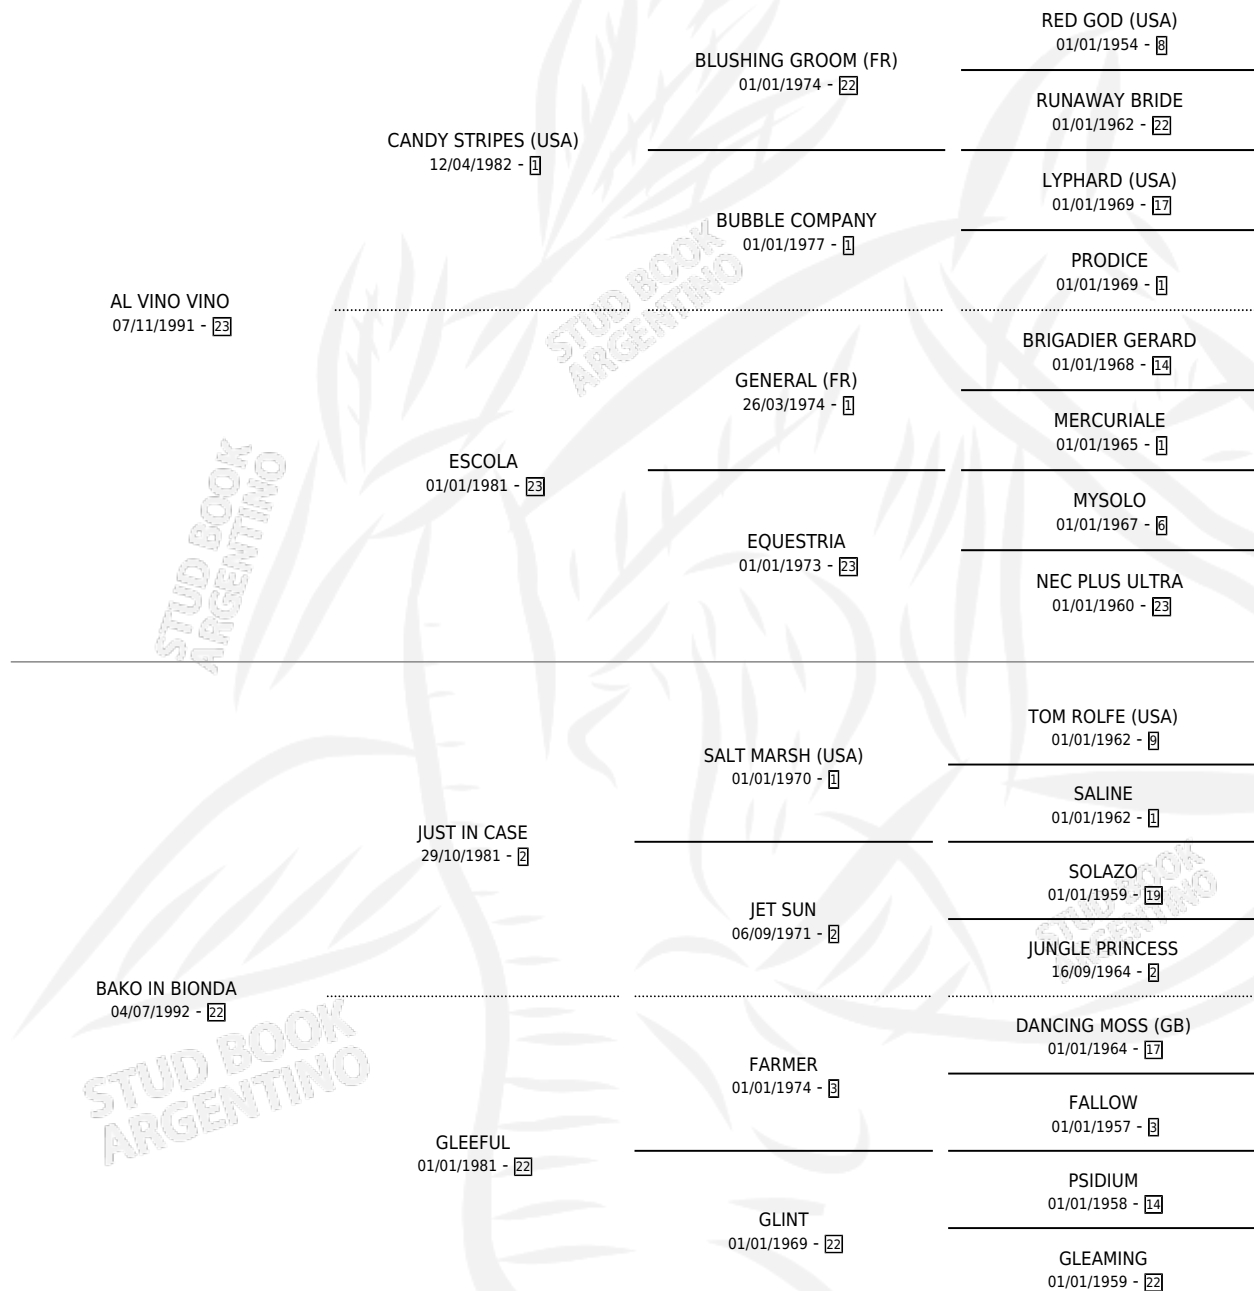 RED GOD (USA)
01/01/1954 - 8
BLUSHING GROOM (FR)
01/01/1974 - 22
RUNAWAY BRIDE
01/01/1962 - 22
CANDY STRIPES (USA)
12/04/1982 - 1
LYPHARD (USA)
01/01/1969 - 17
BUBBLE COMPANY
01/01/1977 - 1
PRODICE
01/01/1969 - 1
AL VINO VINO
07/11/1991 - 23
BRIGADIER GERARD
01/01/1968 - 14
GENERAL (FR)
26/03/1974 - 1
MERCURIALE
01/01/1965 - 1
ESCOLA
01/01/1981 - 23
MYSOLO
01/01/1967 - 6
EQUESTRIA
01/01/1973 - 23
NEC PLUS ULTRA
01/01/1960 - 23
STUD BOOK
ARGENTINO
STUD BOOK
ARGENTINO
TOM ROLFE (USA)
01/01/1962 - 9
SALT MARSH (USA)
01/01/1970 - 1
SALINE
01/01/1962 - 1
JUST IN CASE
29/10/1981 - 2
SOLAZO
01/01/1959 - 19
JET SUN
06/09/1971 - 2
JUNGLE PRINCESS
16/09/1964 - 2
BAKO IN BIONDA
04/07/1992 - 22
DANCING MOSS (GB)
01/01/1964 - 17
FARMER
01/01/1974 - 3
FALLOW
01/01/1957 - 3
GLEEFUL
01/01/1981 - 22
PSIDIUM
01/01/1958 - 14
GLINT
01/01/1969 - 22
GLEAMING
01/01/1959 - 22
STUD BOOK
ARGENTINO
STUD BOOK
ARGENTINO